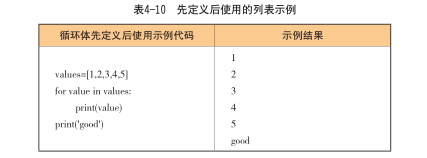 表4-10 先定义后使用的列表示例
循环体先定义后使用示例代码 示例结果
values=[1,2,3,4,5]
for value in values:
print(value)
print('good')
1
2
3
4
5
good